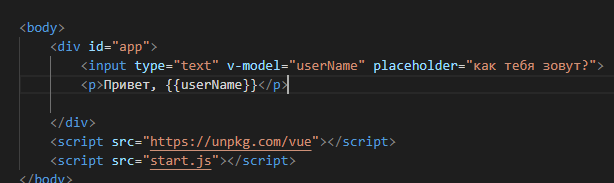 <body>
<div id="app">
<input type="text" v-model="userName" placeholder="как тебя зовут?">
<p>Привет, {{userName}}</p>
</div>
<script src="https://unpkg.com/vue"></script>
<script src="start.js"></script>
</body>